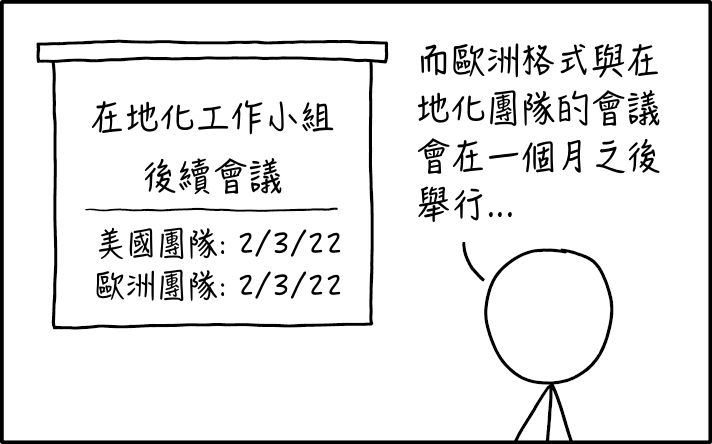 在地化工作小組
後續會議
美國團隊: 2/3/22
歐洲團隊: 2/3/22
而歐洲格式與在
地化團隊的會議
會在一個月之後
舉行...